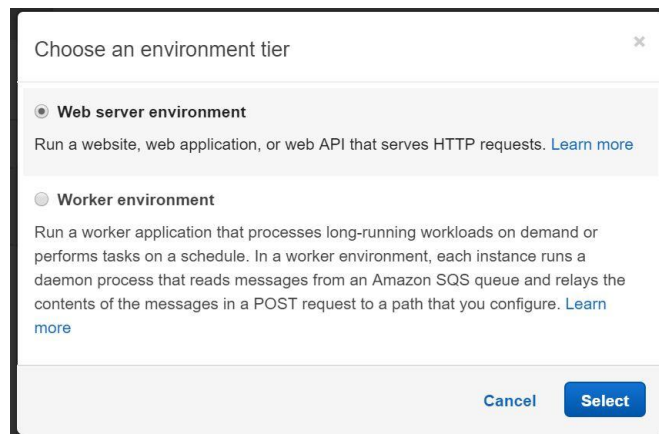 Choose an environment tier
×
Web server environment
Run a website, web application, or web API that serves HTTP requests. Learn more
Worker environment
Run a worker application that processes long-running workloads on demand or
performs tasks on a schedule. In a worker environment, each instance runs a
daemon process that reads messages from an Amazon SQS queue and relays the
contents of the messages in a POST request to a path that you configure. Learn
more
Cancel Select